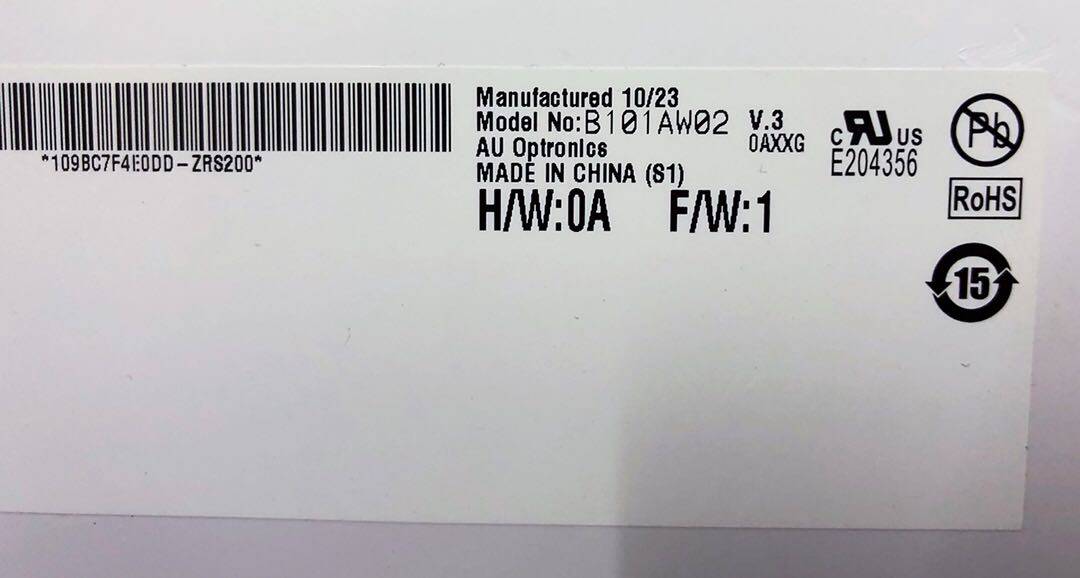 Manufactured 10/23
Model No:B101AW02 V.3
AU Optronics 0AXXG
MADE IN CHINA (S1)
H/W:0A F/W:1
*109BC7F4E0DD-ZRS200*
c RU US
E204356
Pb
RoHS
15